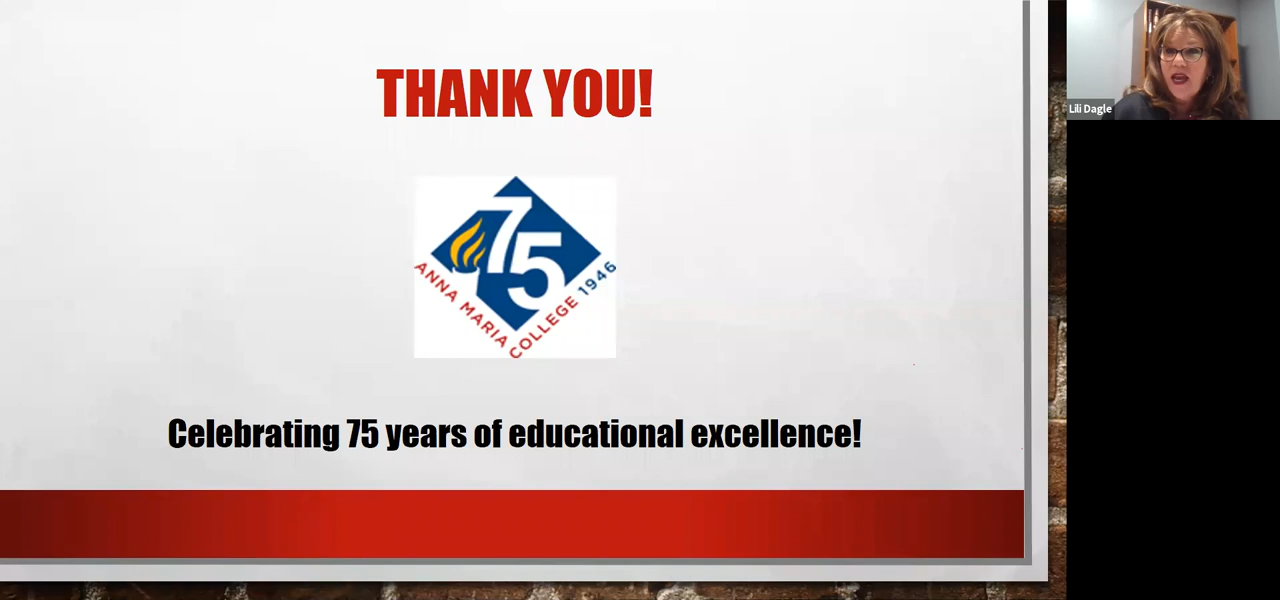 THANK YOU!
75
ANNA MARIA COLLEGE 1946
Celebrating 75 years of educational excellence!
Lili Dagle